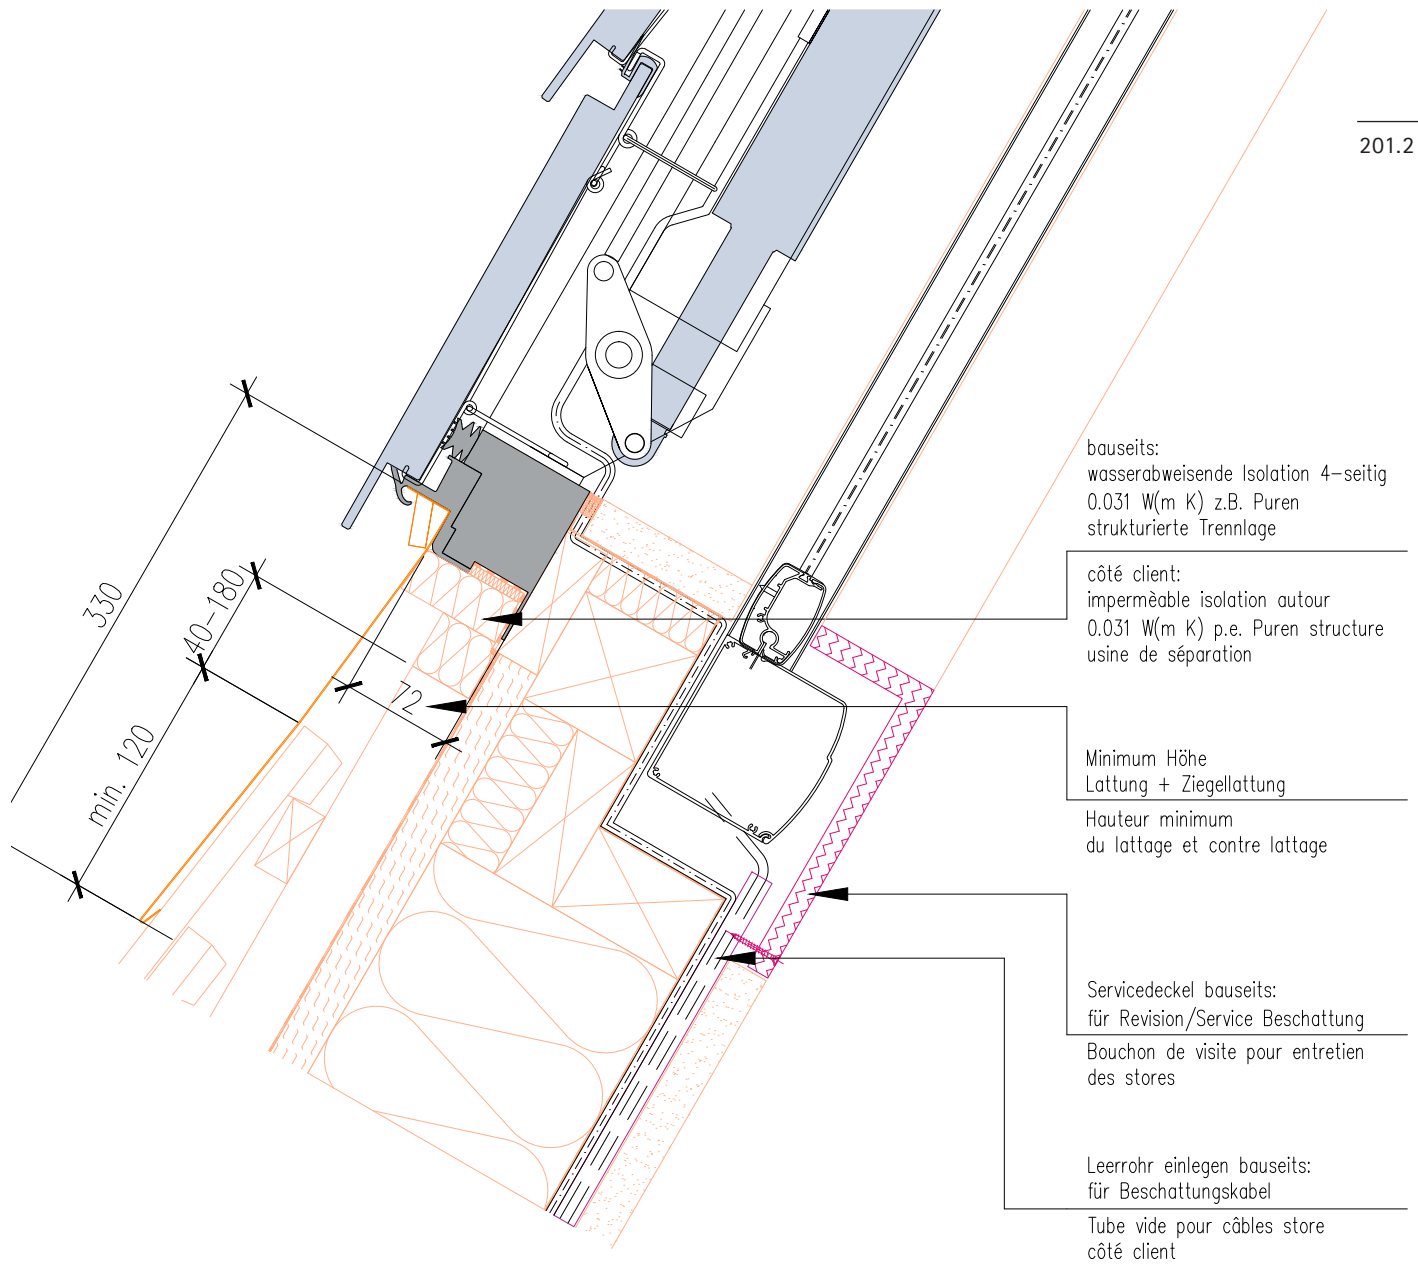 201.2
bauseits:
wasserabweisende Isolation 4-seitig
0.031 W(m K) z.B. Puren
strukturierte Trennlage
côté client:
impermèable isolation autour
0.031 W(m K) p.e. Puren structure
usine de séparation
330
40-180
72
min. 120
Minimum Höhe
Lattung + Ziegellattung
Hauteur minimum
du lattage et contre lattage
Servicedeckel bauseits:
für Revision/Service Beschattung
Bouchon de visite pour entretien
des stores
Leerrohr einlegen bauseits:
für Beschattungskabel
Tube vide pour câbles store
côté client